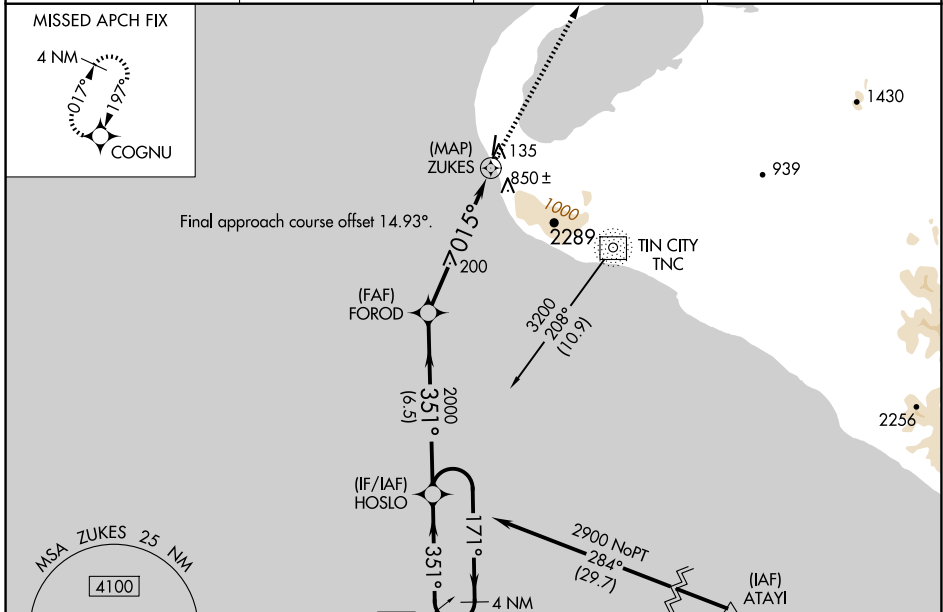 MISSED APCH FIX
4 NM
017°
197°
COGNU
1430
(MAP)
ZUKES
135
850 ±
939
Final approach course offset 14.93°.
015°
1000
2289
TIN CITY
TNC
200
(FAF)
FOROD
3200
208°
(10.9)
2000
351°
(6.5)
2256
(IF/IAF)
HOSLO
171°
351°
2900 NoPT
284°
(29.7)
MSA ZUKES 25 NM
4100
4 NM
(IAF)
ATAYI